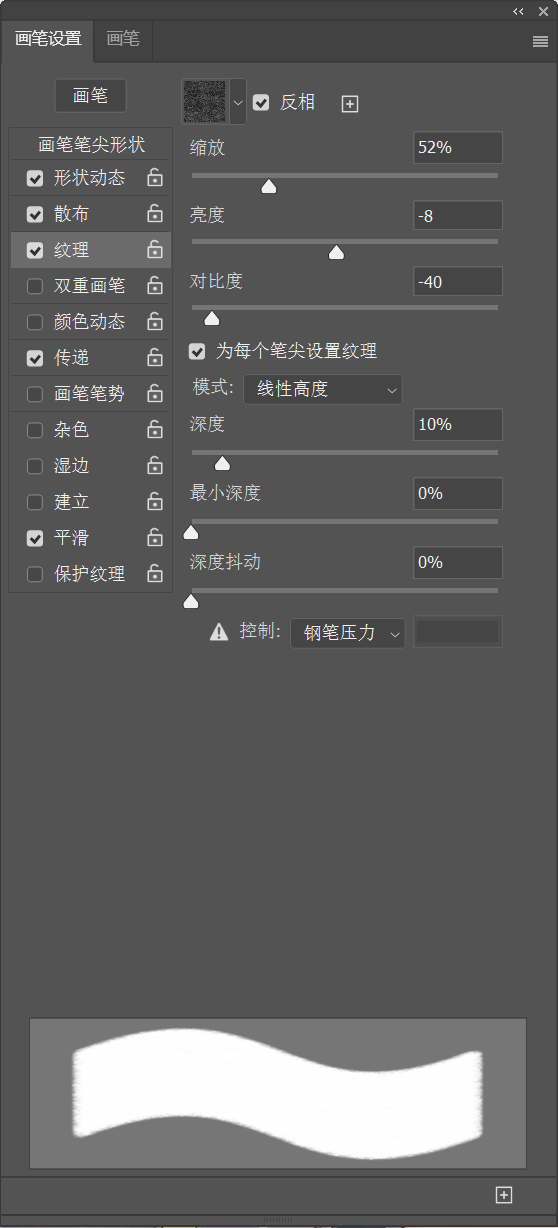 画笔设置 画笔
画笔 反相
画笔笔尖形状
缩放 52%
形状动态
散布
亮度 -8
纹理
双重画笔
对比度 -40
颜色动态
传递
为每个笔尖设置纹理
画笔笔势
模式: 线性高度
杂色
深度 10%
湿边
建立
最小深度 0%
平滑
保护纹理
深度抖动 0%
控制: 钢笔压力